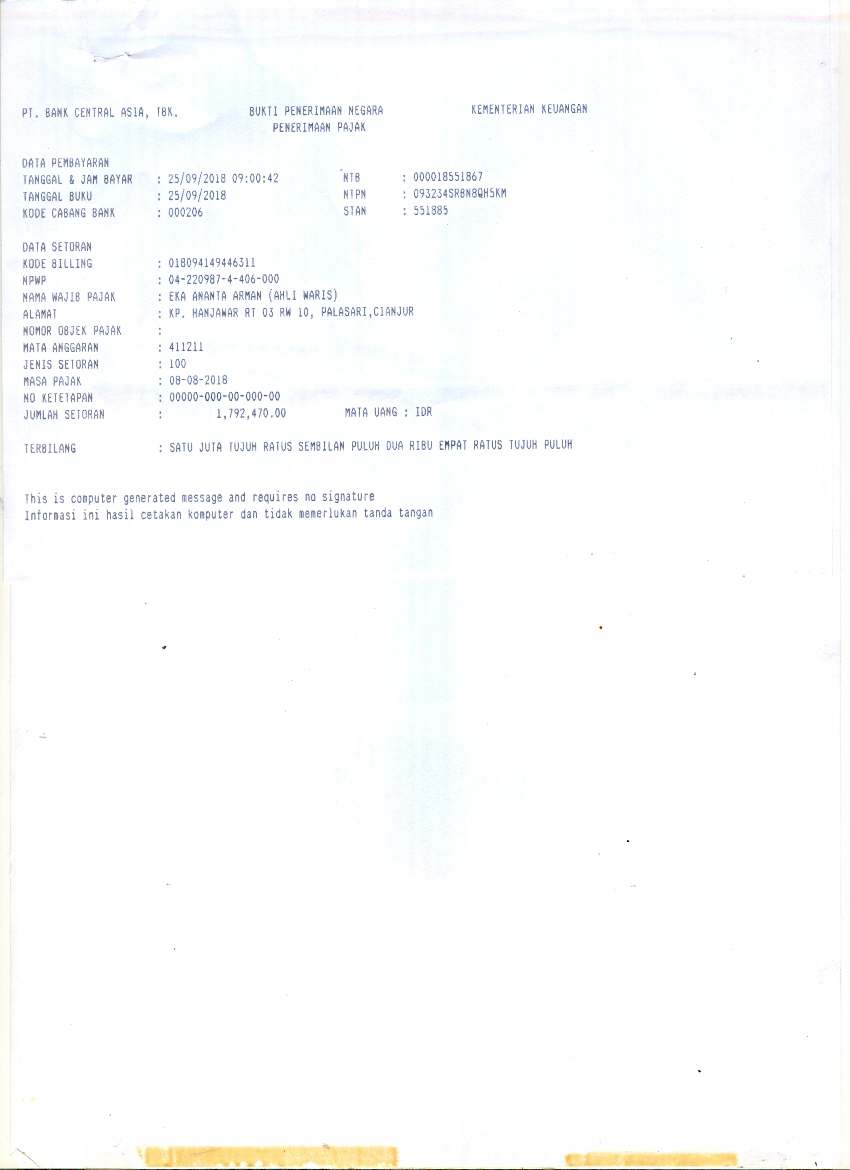 PT. BANK CENTRAL ASIA, TBK. BUKTI PENERIMAAN NEGARA KEMENTERIAN KEUANGAN
PENERIMAAN PAJAK
DATA PEMBAYARAN
TANGGAL & JAM BAYAR : 25/09/2018 09:00:42 NTB : 000018551867
TANGGAL BUKU : 25/09/2018 NTPN : 093234SRBN8QH5KM
KODE CABANG BANK : 000206 STAN : 551885
DATA SETORAN
KODE BILLING : 018094149446311
NPWP : 04-220987-4-406-000
NAMA WAJIB PAJAK : EKA ANANTA ARMAN (AHLI WARIS)
ALAMAT : KP. HANJAWAR RT 03 RW 10, PALASARI,CIANJUR
NOMOR OBJEK PAJAK :
MATA ANGGARAN : 411211
JENIS SETORAN : 100
MASA PAJAK : 08-08-2018
NO KETETAPAN : 00000-000-00-000-00
JUMLAH SETORAN : 1,792,470.00 MATA UANG : IDR
TERBILANG : SATU JUTA TUJUH RATUS SEMBILAN PULUH DUA RIBU EMPAT RATUS TUJUH PULUH
This is computer generated message and requires no signature
Informasi ini hasil cetakan komputer dan tidak memerlukan tanda tangan